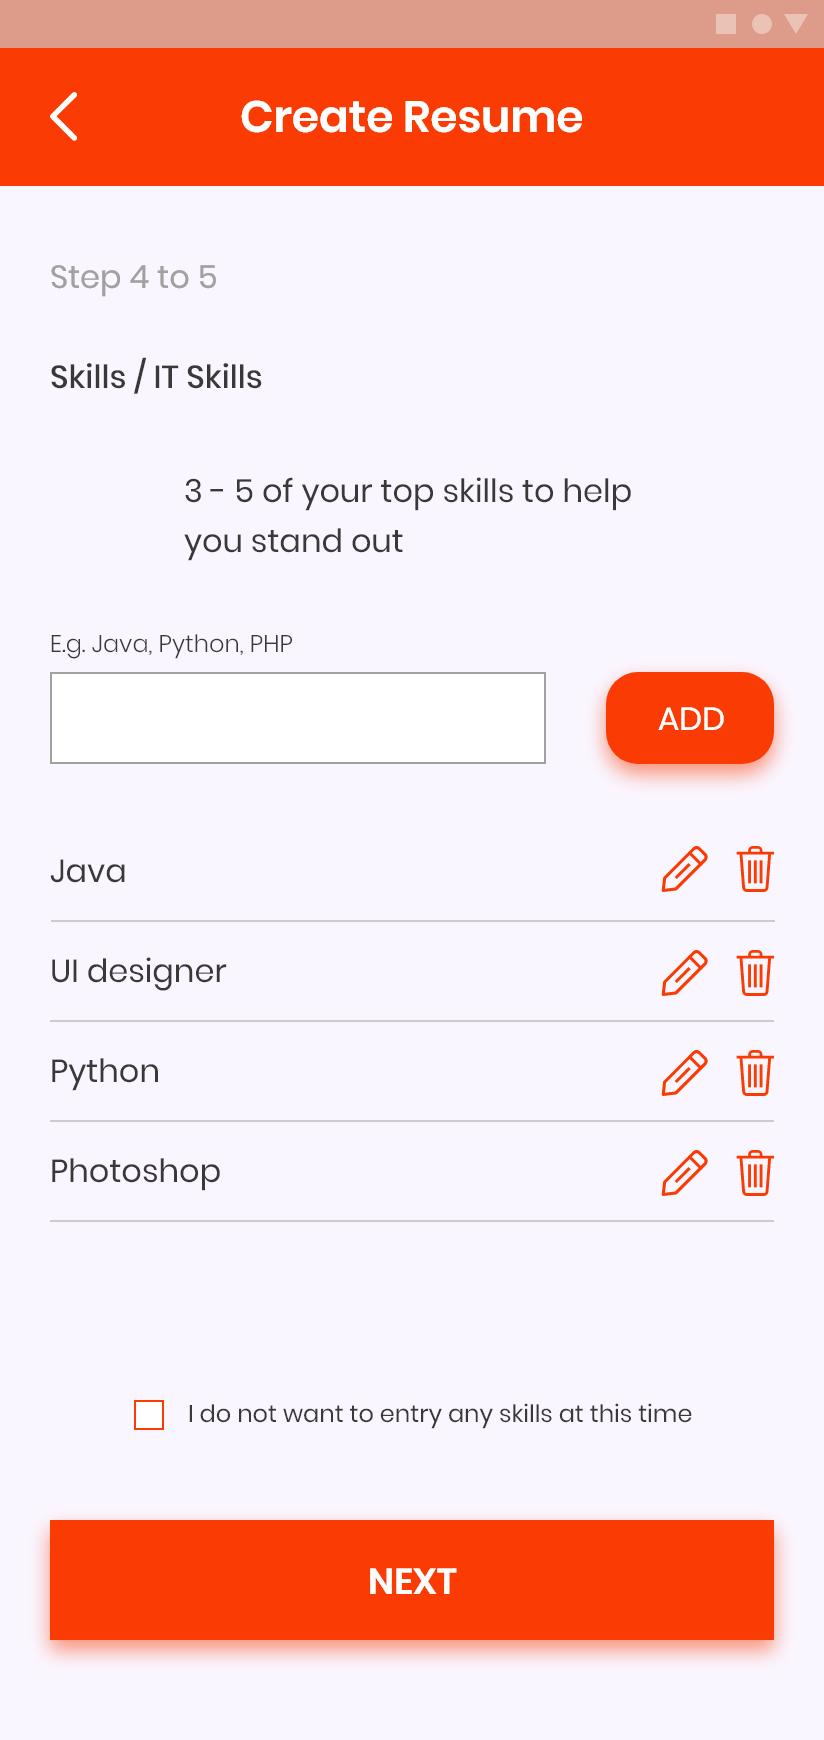 Create Resume
Step 4 to 5
Skills / IT Skills
3 - 5 of your top skills to help
you stand out
E.g. Java, Python, PHP
ADD
Java
UI designer
Python
Photoshop
I do not want to entry any skills at this time
NEXT